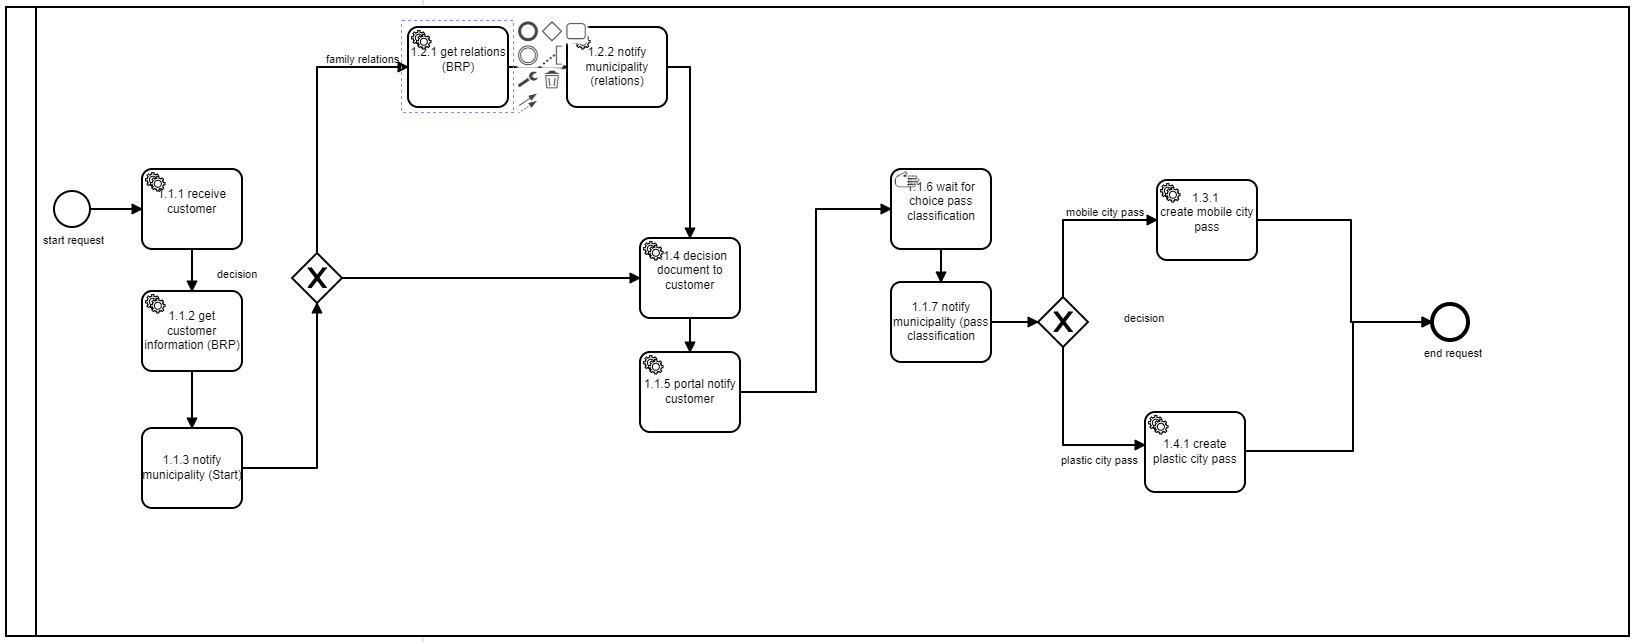 family relations
1.2.1 get relations
(BRP)
1.2.2 notify
municipality
(relations)
start request
1.1.1 receive
customer
decision
1.1.2 get
customer
information (BRP)
1.1.3 notify
municipality (Start)
X
1.4 decision
document to
customer
1.1.5 portal notify
customer
1.1.6 wait for
choice pass
classification
1.1.7 notify
municipality (pass
classification
X
decision
mobile city pass
1.3.1
create mobile city
pass
plastic city pass
1.4.1 create
plastic city pass
end request